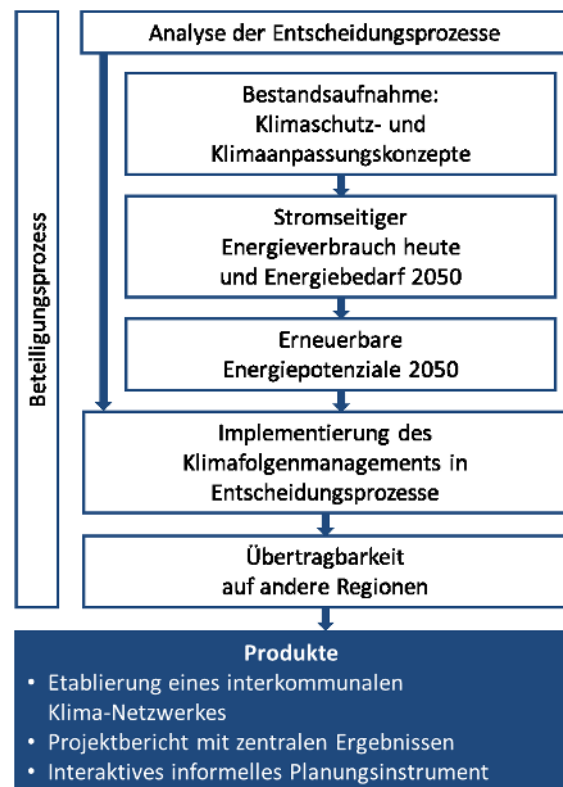 Beteiligungsprozess
Analyse der Entscheidungsprozesse
Bestandsaufnahme:
Klimaschutz- und
Klimaanpassungskonzepte
Stromseitiger
Energieverbrauch heute
und Energiebedarf 2050
Erneuerbare
Energiepotenziale 2050
Implementierung des
Klimafolgenmanagements in
Entscheidungsprozesse
Übertragbarkeit
auf andere Regionen
Produkte
• Etablierung eines interkommunalen
Klima-Netzwerkes
• Projektbericht mit zentralen Ergebnissen
• Interaktives informelles Planungsinstrument